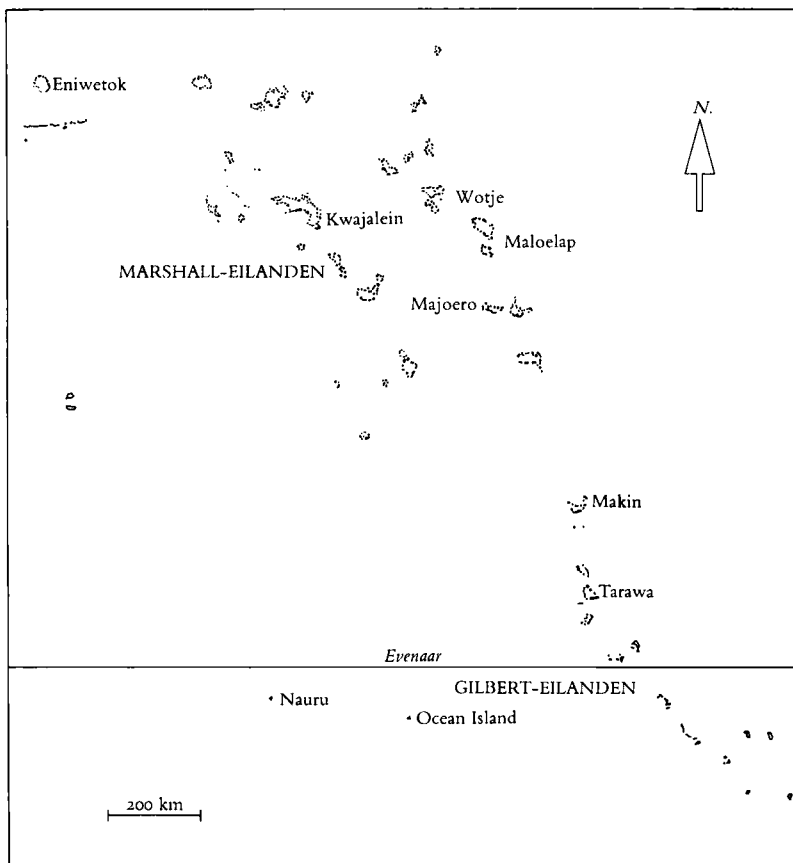 Eniwetok
N.
Wotje
Kwajalein
Maloelap
MARSHALL-EILANDEN
Majoero
Makin
Tarawa
Evenaar
GILBERT-EILANDEN
Nauru
Ocean Island
200 km